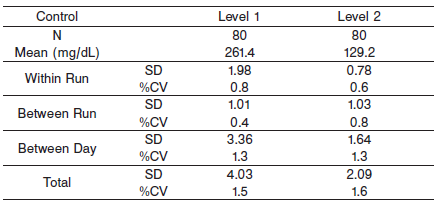 Control Level 1 Level 2
N 80 80
Mean (mg/dL) 261.4 129.2
Within Run SD 1.98 0.78
%CV 0.8 0.6
Between Run SD 1.01 1.03
%CV 0.4 0.8
Between Day SD 3.36 1.64
%CV 1.3 1.3
Total SD 4.03 2.09
%CV 1.5 1.6